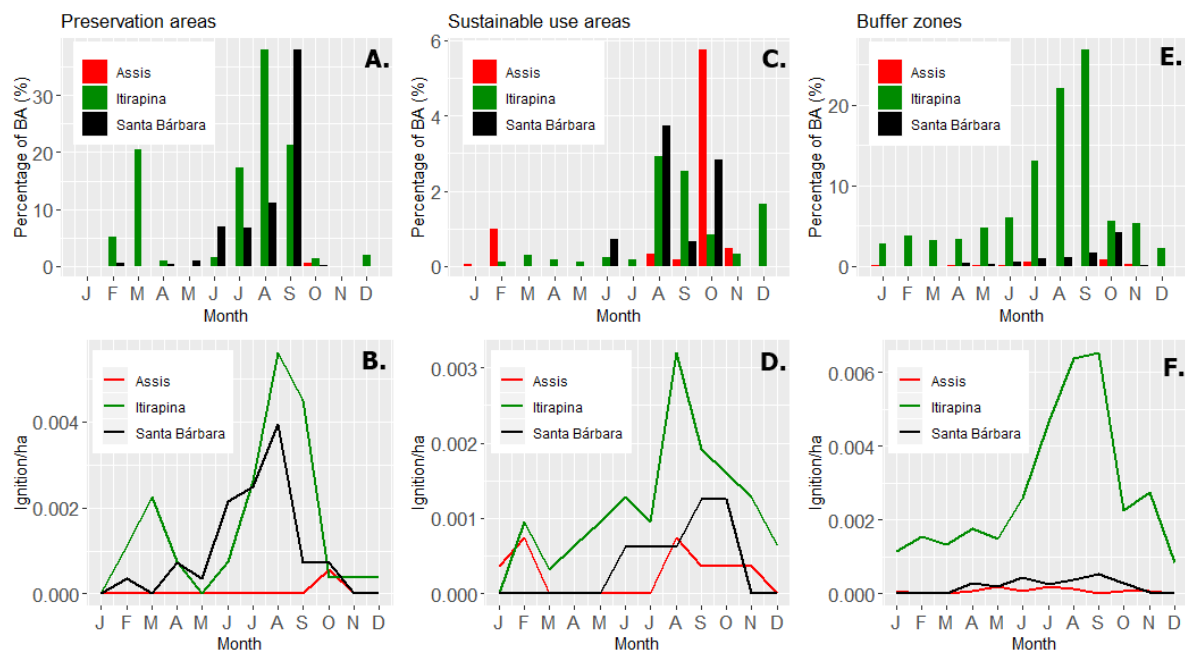 Preservation areas
Percentage of BA (%)
30
20
10
0
Assis
Itirapina
Santa Bárbara
A.
J F M A M J J A S O N D
Month
Sustainable use areas
Percentage of BA (%)
6
4
2
0
Assis
Itirapina
Santa Bárbara
C.
J F M A M J J A S O N D
Month
Buffer zones
Percentage of BA (%)
20
10
0
Assis
Itirapina
Santa Bárbara
E.
J F M A M J J A S O N D
Month
Ignition/ha
0.004
0.002
0.000
Assis
Itirapina
Santa Bárbara
B.
J F M A M J J A S O N D
Month
Ignition/ha
0.003
0.002
0.001
0.000
Assis
Itirapina
Santa Bárbara
D.
J F M A M J J A S O N D
Month
Ignition/ha
0.006
0.004
0.002
0.000
Assis
Itirapina
Santa Bárbara
F.
J F M A M J J A S O N D
Month